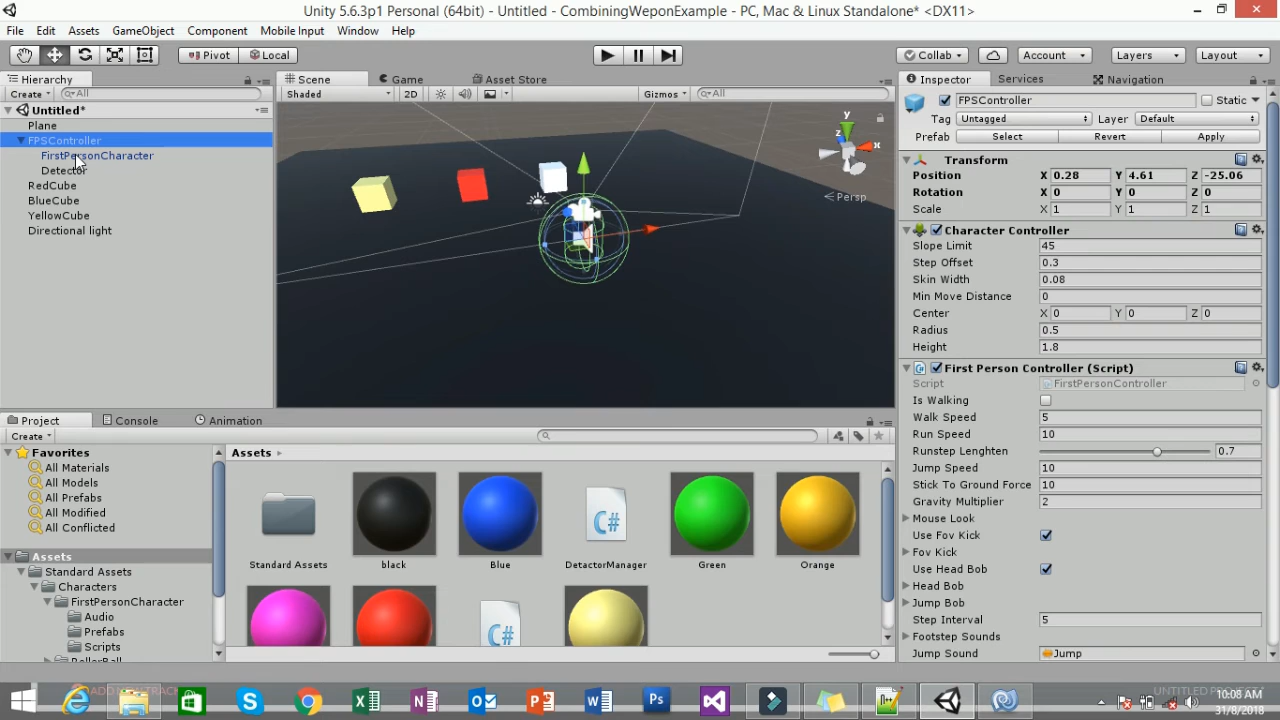 Unity 5.6.3p1 Personal (64bit) - Untitled - CombiningWeponExample - PC, Mac & Linux Standalone* <DX11>
File Edit Assets GameObject Component Mobile Input Window Help
Pivot Local Collab Account Layers Layout
Hierarchy
Create All
Untitled*
Plane
FPSController
FirstPersonCharacter
Detector
RedCube
BlueCube
YellowCube
Directional light
Scene Game Asset Store
Shaded 2D Gizmos All
y
x
Persp
Inspector Services Navigation
FPSController Static
Tag Untagged Layer Default
Prefab Select Revert Apply
Transform
Position X 0.28 Y 4.61 Z -25.06
Rotation X 0 Y 0 Z 0
Scale X 1 Y 1 Z 1
Character Controller
Slope Limit 45
Step Offset 0.3
Skin Width 0.08
Min Move Distance 0
Center X 0 Y 0 Z 0
Radius 0.5
Height 1.8
First Person Controller (Script)
Script FirstPersonController
Is Walking
Walk Speed 5
Run Speed 10
Runstep Lenghten 0.7
Jump Speed 10
Stick To Ground Force 10
Gravity Multiplier 2
Mouse Look
Use Fov Kick
Fov Kick
Use Head Bob
Head Bob
Jump Bob
Step Interval 5
Footstep Sounds
Jump Sound Jump
Project Console Animation
Create
Favorites
All Materials
All Models
All Prefabs
All Modified
All Conflicted
Assets
Standard Assets
Characters
FirstPersonCharacter
Audio
Prefabs
Scripts
RollerBall
Assets
Standard Assets black Blue DetactorManager Green Orange
C#
C#
10:08 AM
31/8/2018